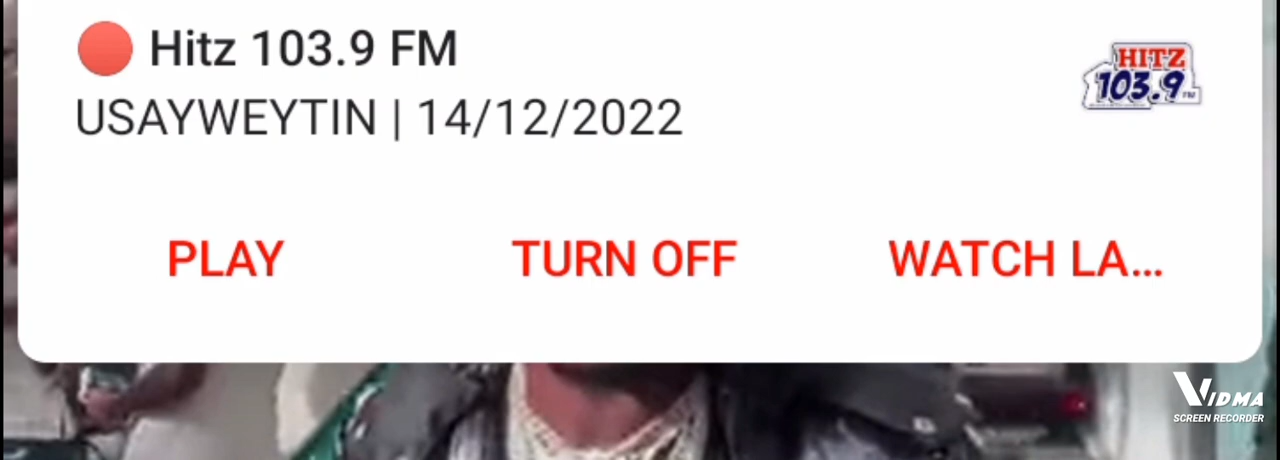 🔴 Hitz 103.9 FM
HITZ
103.9 FM
USAYWEYTIN | 14/12/2022
PLAY TURN OFF WATCH LA...
VIDMA
SCREEN RECORDER